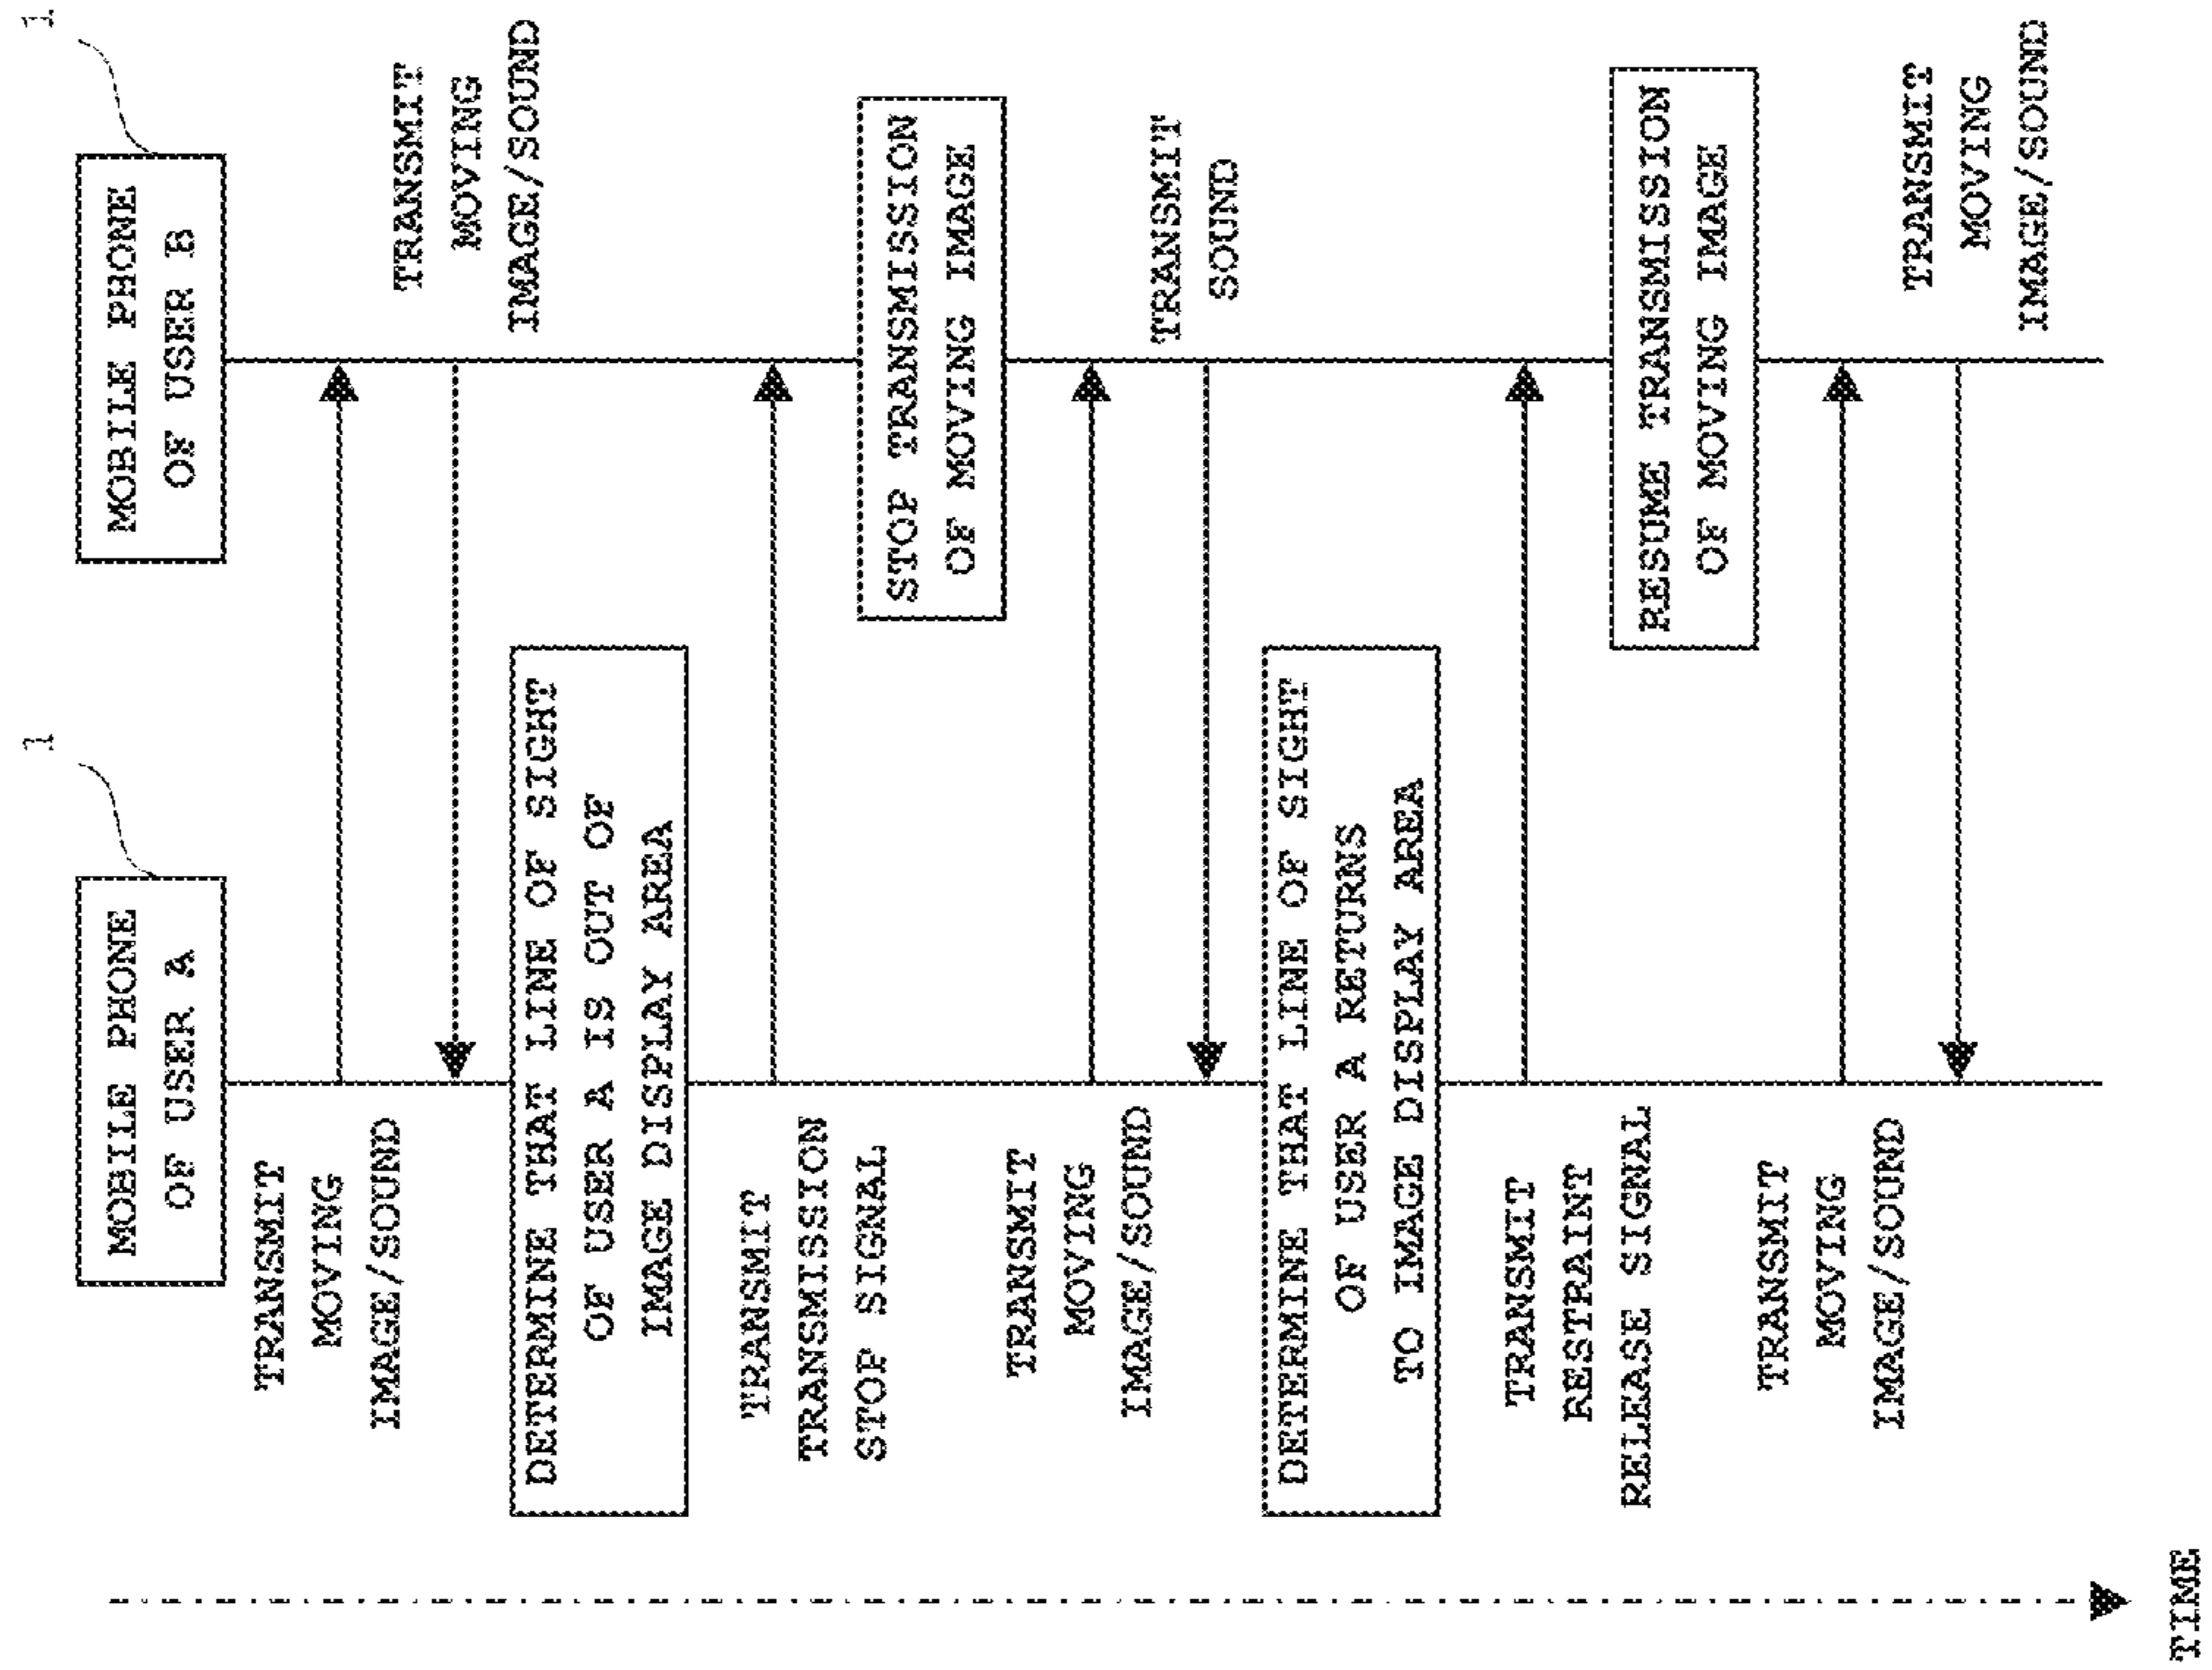 1
1
MOBILE PHONE
OF USER A
MOBILE PHONE
OF USER B
TRANSMIT
MOVING
IMAGE/SOUND
TRANSMIT
MOVING
IMAGE/SOUND
DETERMINE THAT LINE OF SIGHT
OF USER A IS OUT OF
IMAGE DISPLAY AREA
TRANSMIT
TRANSMISSION
STOP SIGNAL
STOP TRANSMISSION
OF MOVING IMAGE
TRANSMIT
MOVING
IMAGE/SOUND
TRANSMIT
SOUND
DETERMINE THAT LINE OF SIGHT
OF USER A RETURNS
TO IMAGE DISPLAY AREA
TRANSMIT
RESTRAINT
RELEASE SIGNAL
RESUME TRANSMISSION
OF MOVING IMAGE
TRANSMIT
MOVING
IMAGE/SOUND
TRANSMIT
MOVING
IMAGE/SOUND
TIME